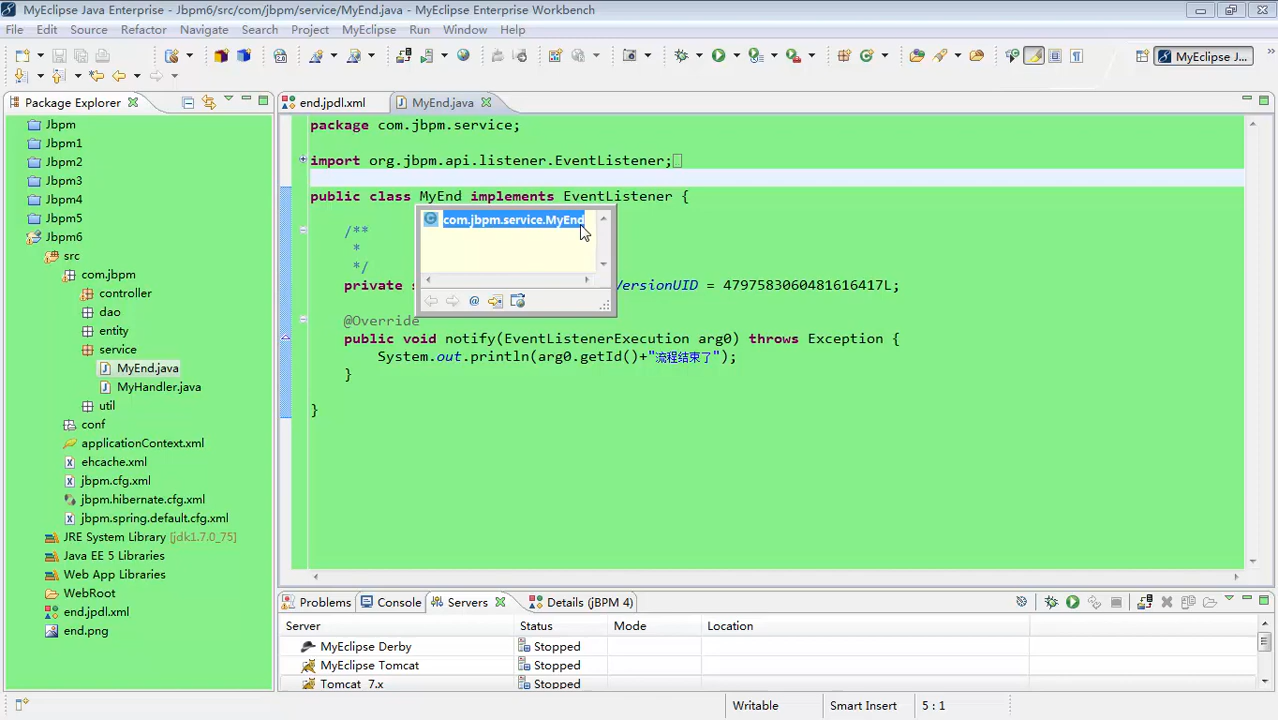 MyEclipse Java Enterprise - Jbpm6/src/com/jbpm/service/MyEnd.java - MyEclipse Enterprise Workbench
File Edit Source Refactor Navigate Search Project MyEclipse Run Window Help
MyEclipse J...
Package Explorer
end.jpdl.xml
MyEnd.java
Jbpm
Jbpm1
Jbpm2
Jbpm3
Jbpm4
Jbpm5
Jbpm6
src
com.jbpm
controller
dao
entity
service
MyEnd.java
MyHandler.java
util
conf
applicationContext.xml
ehcache.xml
jbpm.cfg.xml
jbpm.hibernate.cfg.xml
jbpm.spring.default.cfg.xml
JRE System Library [jdk1.7.0_75]
Java EE 5 Libraries
Web App Libraries
WebRoot
end.jpdl.xml
end.png
package com.jbpm.service;
import org.jbpm.api.listener.EventListener;
public class MyEnd implements EventListener {
com.jbpm.service.MyEnd
/**
*
*/
private s
ersionUID = 4797583060481616417L;
@Override
public void notify(EventListenerExecution arg0) throws Exception {
System.out.println(arg0.getId()+"流程结束了");
}
}
Problems Console Servers Details (jBPM 4)
Server Status Mode Location
MyEclipse Derby Stopped
MyEclipse Tomcat Stopped
Tomcat 7.x Stopped
Writable Smart Insert 5 : 1